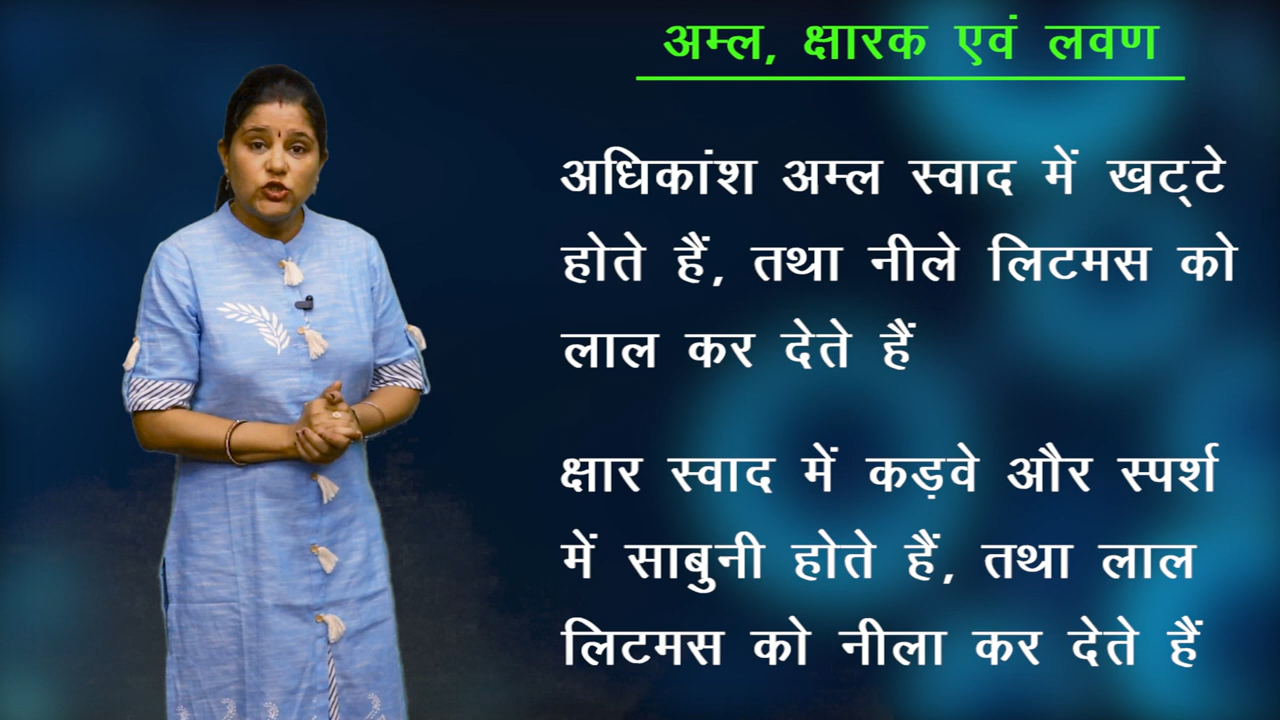 अम्ल, क्षारक एवं लवण
अधिकांश अम्ल स्वाद में खट्टे
होते हैं, तथा नीले लिटमस को
लाल कर देते हैं
क्षार स्वाद में कड़वे और स्पर्श
में साबुनी होते हैं, तथा लाल
लिटमस को नीला कर देते हैं